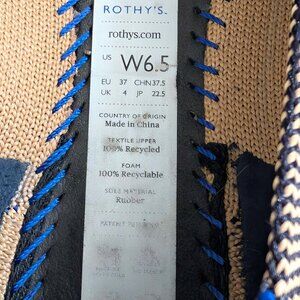 ROTHY'S.
rothys.com
US W6.5
EU 37 CHN 37.5
UK 4 JP 22.5
COUNTRY OF ORIGIN
Made in China
TEXTILE UPPER
100% Recycled
FOAM
100% Recyclable
SOLE MATERIAL
Rubber